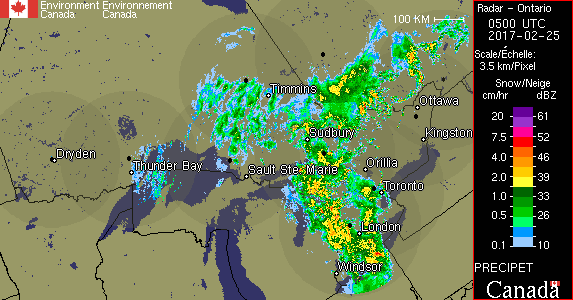 Environment Environnement
Canada Canada
100 KM
Timmins
Ottawa
Sudbury
Kingston
Dryden
Thunder Bay
Sault Ste-Marie
Orillia
Toronto
London
Windsor
Radar - Ontario
0500 UTC
2017-02-25
Scale/Échelle:
3.5 km/Pixel
Snow/Neige
cm/hr dBZ
20 61
7.5 52
4.0 46
2.0 39
1.0 33
0.5 26
0.1 10
PRECIPET
Canada